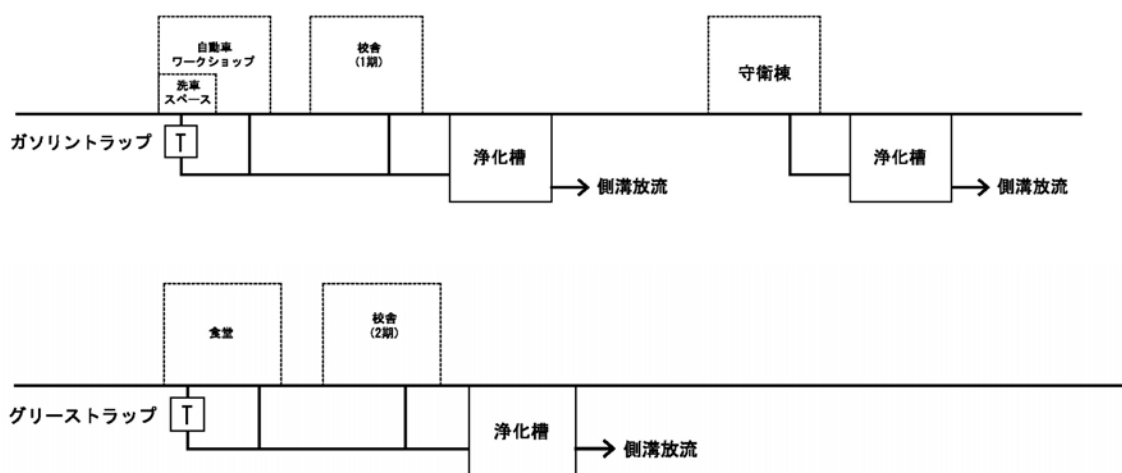 自動車
ワークショップ
洗車
スペース
校舎
(1期)
守衛棟
ガソリントラップ
T
浄化槽
側溝放流
浄化槽
側溝放流
食堂
校舎
(2期)
グリーストラップ
T
浄化槽
側溝放流